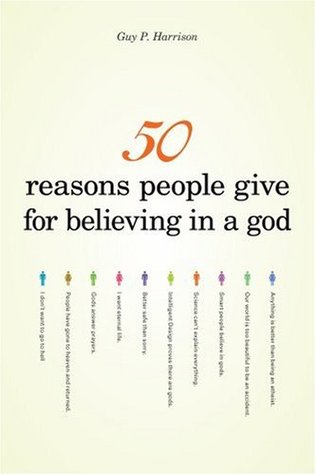 Guy P. Harrison
50
reasons people give
for believing in a god
I don't want to go to hell
People have gone to heaven and returned.
Gods answer prayers.
I want eternal life.
Better safe than sorry.
Intelligent Design proves there are gods.
Science can't explain everything.
Smart people believe in gods.
Our world is too beautiful to be an accident.
Anything is better than being an atheist.